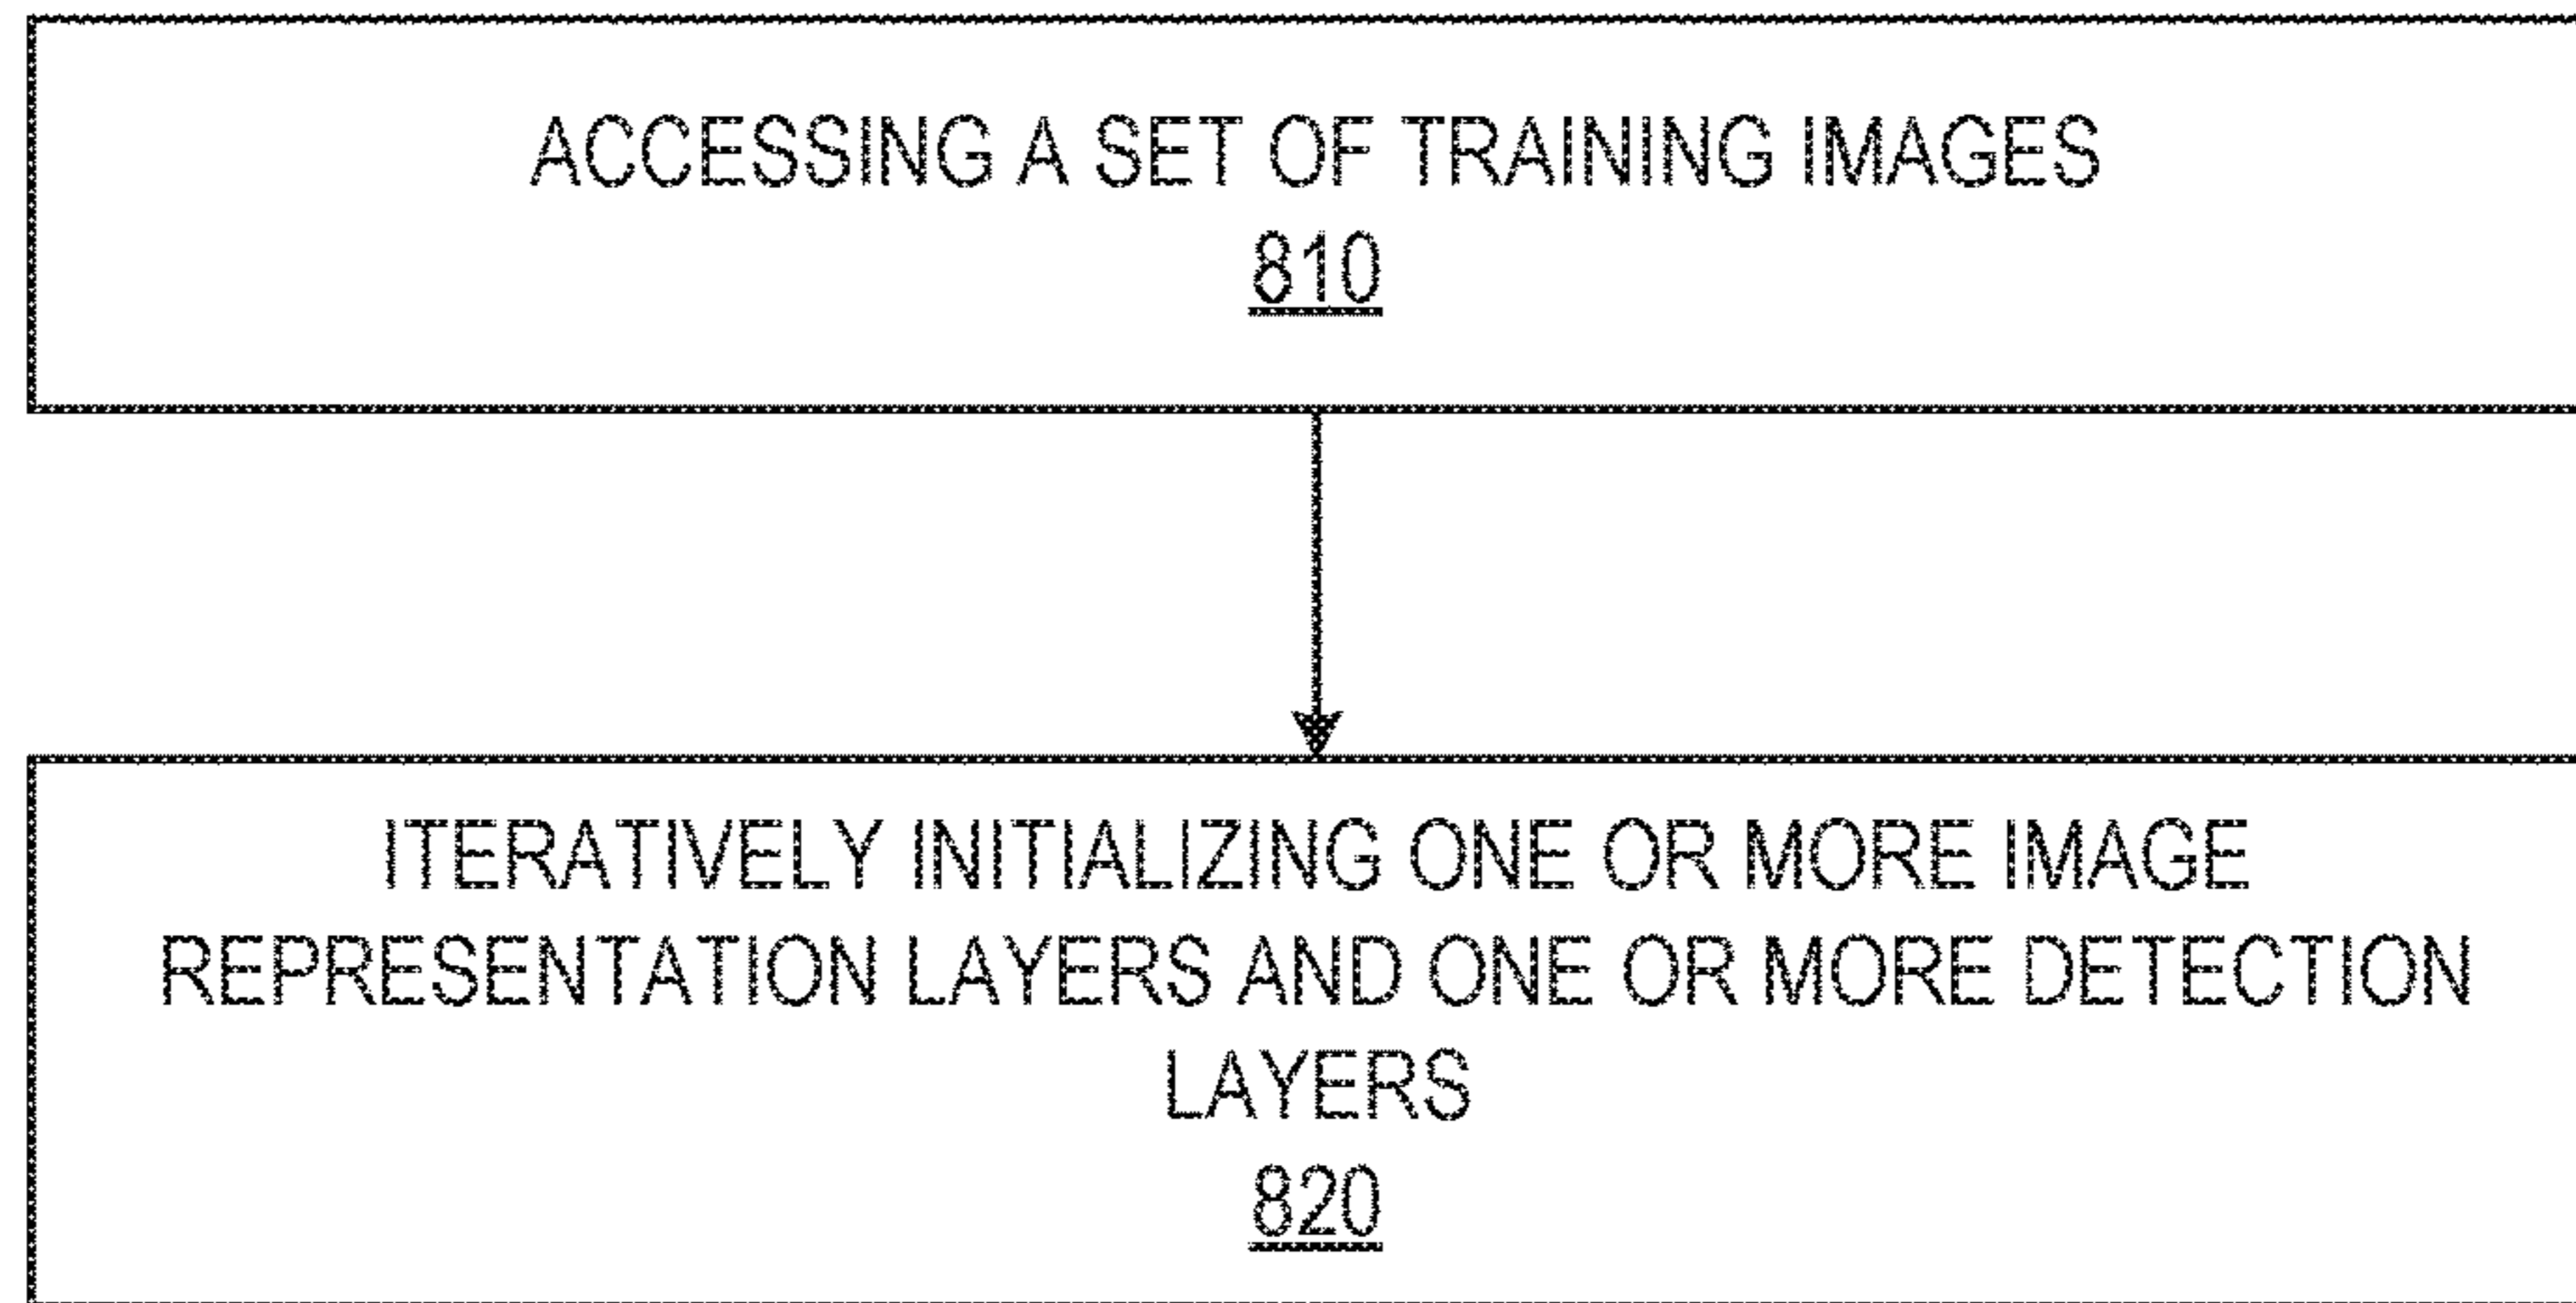 ACCESSING A SET OF TRAINING IMAGES
810
ITERATIVELY INITIALIZING ONE OR MORE IMAGE
REPRESENTATION LAYERS AND ONE OR MORE DETECTION
LAYERS
820